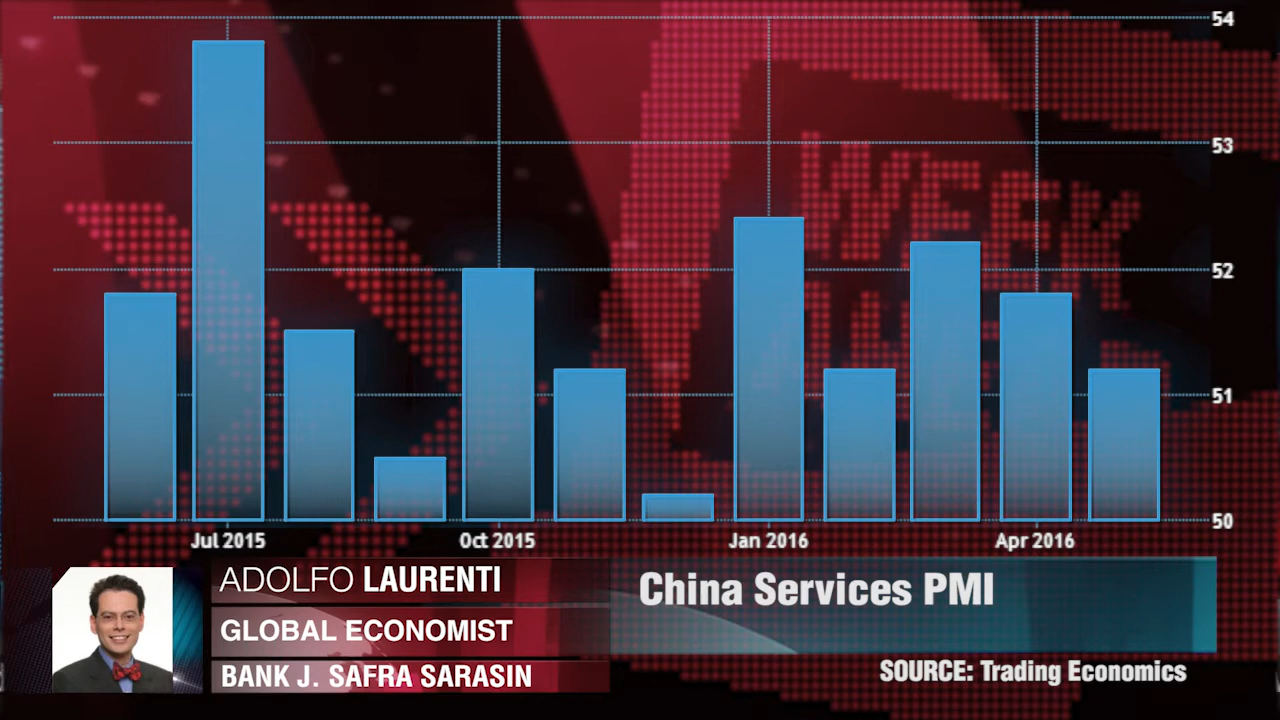 54
53
WEEK
52
51
50
Jul 2015 Oct 2015 Jan 2016 Apr 2016
ADOLFO LAURENTI
GLOBAL ECONOMIST
BANK J. SAFRA SARASIN
China Services PMI
SOURCE: Trading Economics